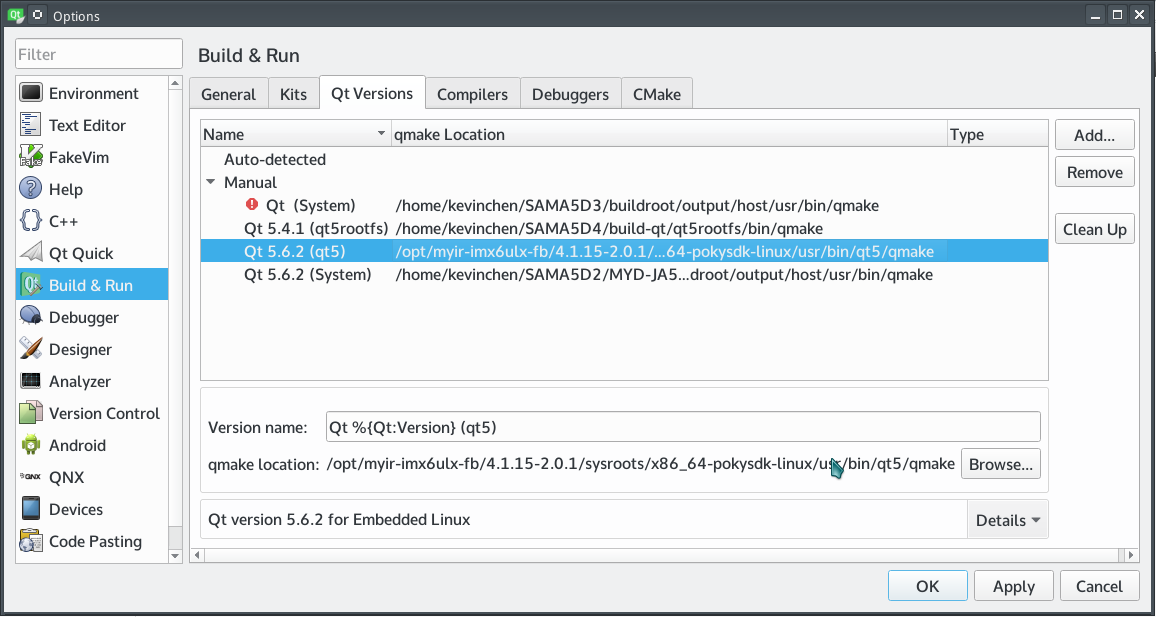 Options
Filter
Environment
Text Editor
FakeVim
Help
C++
Qt Quick
Build & Run
Debugger
Designer
Analyzer
Version Control
Android
QNX
Devices
Code Pasting
Build & Run
General Kits Qt Versions Compilers Debuggers CMake
Name qmake Location Type
Auto-detected
Manual
Qt (System) /home/kevinchen/SAMA5D3/buildroot/output/host/usr/bin/qmake
Qt 5.4.1 (qt5rootfs) /home/kevinchen/SAMA5D4/build-qt/qt5rootfs/bin/qmake
Qt 5.6.2 (qt5) /opt/myir-imx6ulx-fb/4.1.15-2.0.1/...64-pokysdk-linux/usr/bin/qt5/qmake
Qt 5.6.2 (System) /home/kevinchen/SAMA5D2/MYD-JA5...droot/output/host/usr/bin/qmake
Add...
Remove
Clean Up
Version name: Qt %{Qt:Version} (qt5)
qmake location: /opt/myir-imx6ulx-fb/4.1.15-2.0.1/sysroots/x86_64-pokysdk-linux/usr/bin/qt5/qmake Browse...
Qt version 5.6.2 for Embedded Linux Details
OK Apply Cancel